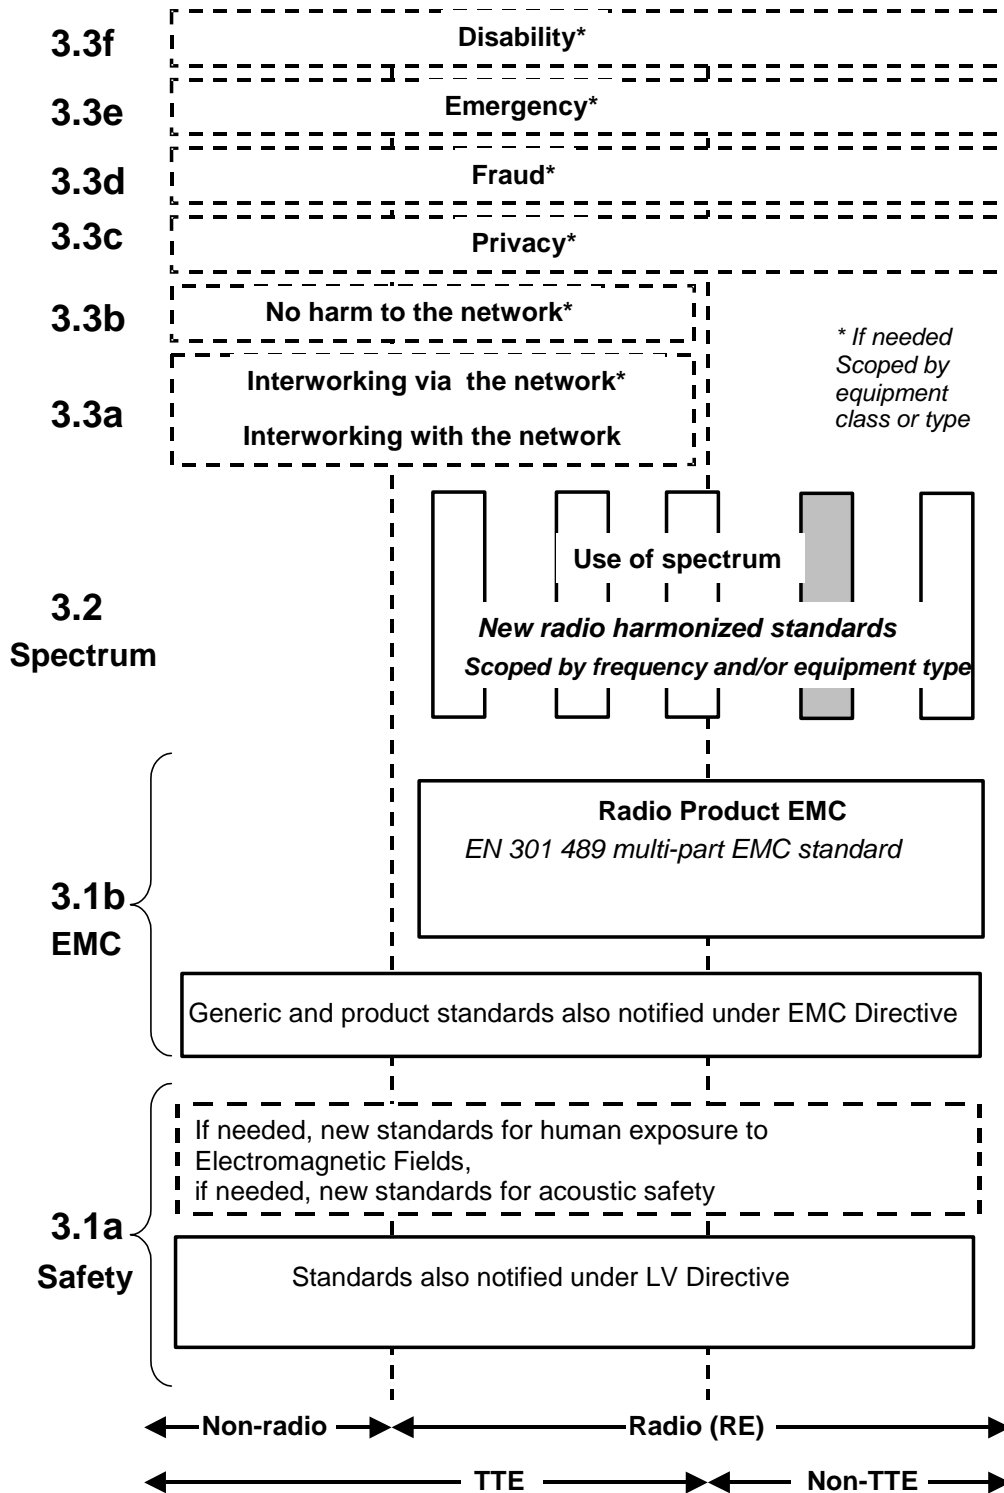 3.3f
Disability*
3.3e
Emergency*
3.3d
Fraud*
3.3c
Privacy*
3.3b
No harm to the network*
3.3a
Interworking via the network*
Interworking with the network
* If needed
Scoped by
equipment
class or type
3.2
Spectrum
Use of spectrum
New radio harmonized standards
Scoped by frequency and/or equipment type
3.1b
EMC
Radio Product EMC
EN 301 489 multi-part EMC standard
Generic and product standards also notified under EMC Directive
3.1a
Safety
If needed, new standards for human exposure to
Electromagnetic Fields,
if needed, new standards for acoustic safety
Standards also notified under LV Directive
Non-radio
Radio (RE)
TTE
Non-TTE